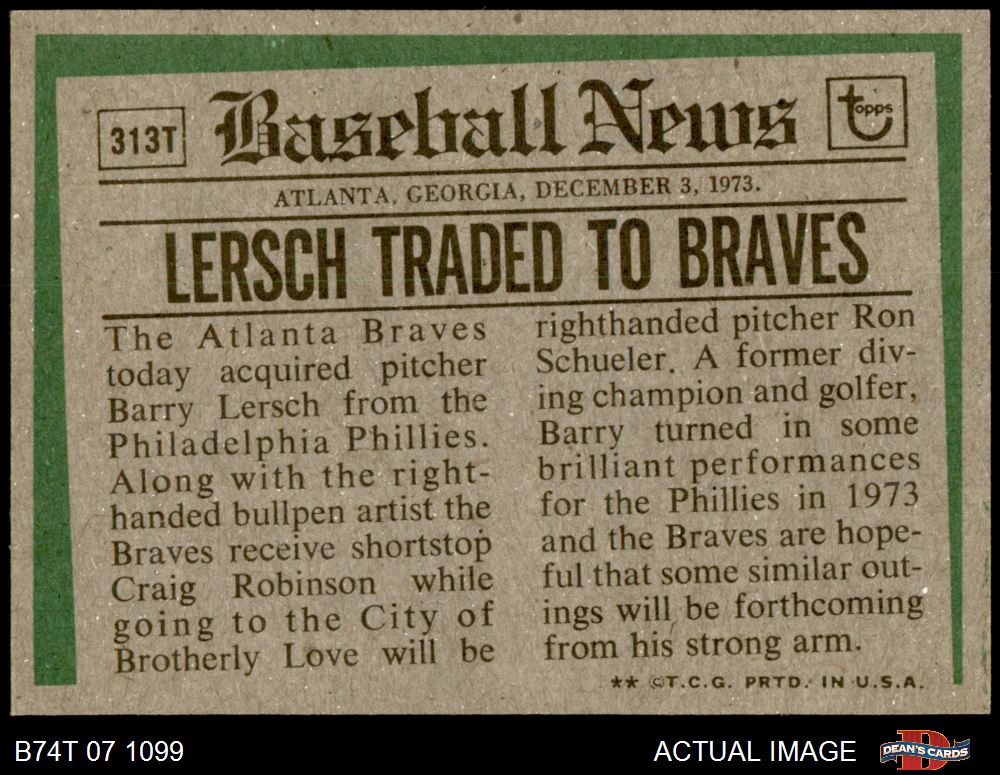 313T
Baseball News
topps
ATLANTA, GEORGIA, DECEMBER 3, 1973.
LERSCH TRADED TO BRAVES
The Atlanta Braves
today acquired pitcher
Barry Lersch from the
Philadelphia Phillies.
Along with the right-
handed bullpen artist the
Braves receive shortstop
Craig Robinson while
going to the City of
Brotherly Love will be
righthanded pitcher Ron
Schueler. A former div-
ing champion and golfer,
Barry turned in some
brilliant performances
for the Phillies in 1973
and the Braves are hope-
ful that some similar out-
ings will be forthcoming
from his strong arm.
** ©T.C.G. PRTD. IN U.S.A.
B74T 07 1099
ACTUAL IMAGE
DEAN'S CARDS